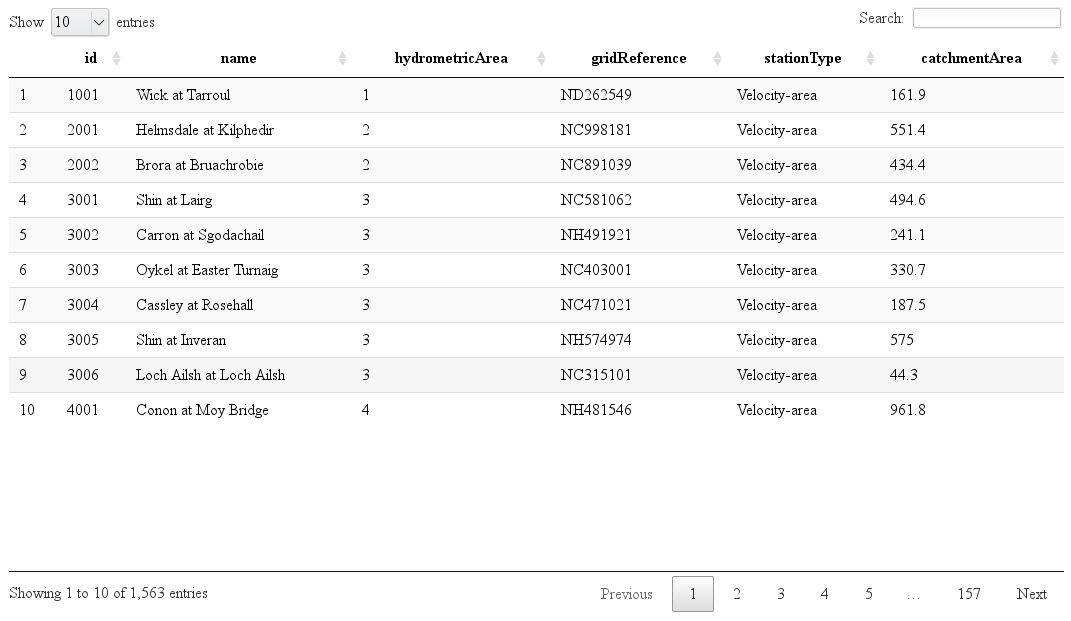 Show 10 entries Search:
id name hydrometricArea gridReference stationType catchmentArea
1 1001 Wick at Tarroul 1 ND262549 Velocity-area 161.9
2 2001 Helmsdale at Kilphedir 2 NC998181 Velocity-area 551.4
3 2002 Brora at Bruachrobie 2 NC891039 Velocity-area 434.4
4 3001 Shin at Lairg 3 NC581062 Velocity-area 494.6
5 3002 Carron at Sgodachail 3 NH491921 Velocity-area 241.1
6 3003 Oykel at Easter Turnaig 3 NC403001 Velocity-area 330.7
7 3004 Cassley at Rosehall 3 NC471021 Velocity-area 187.5
8 3005 Shin at Inveran 3 NH574974 Velocity-area 575
9 3006 Loch Ailsh at Loch Ailsh 3 NC315101 Velocity-area 44.3
10 4001 Conon at Moy Bridge 4 NH481546 Velocity-area 961.8
Showing 1 to 10 of 1,563 entries Previous 1 2 3 4 5 … 157 Next